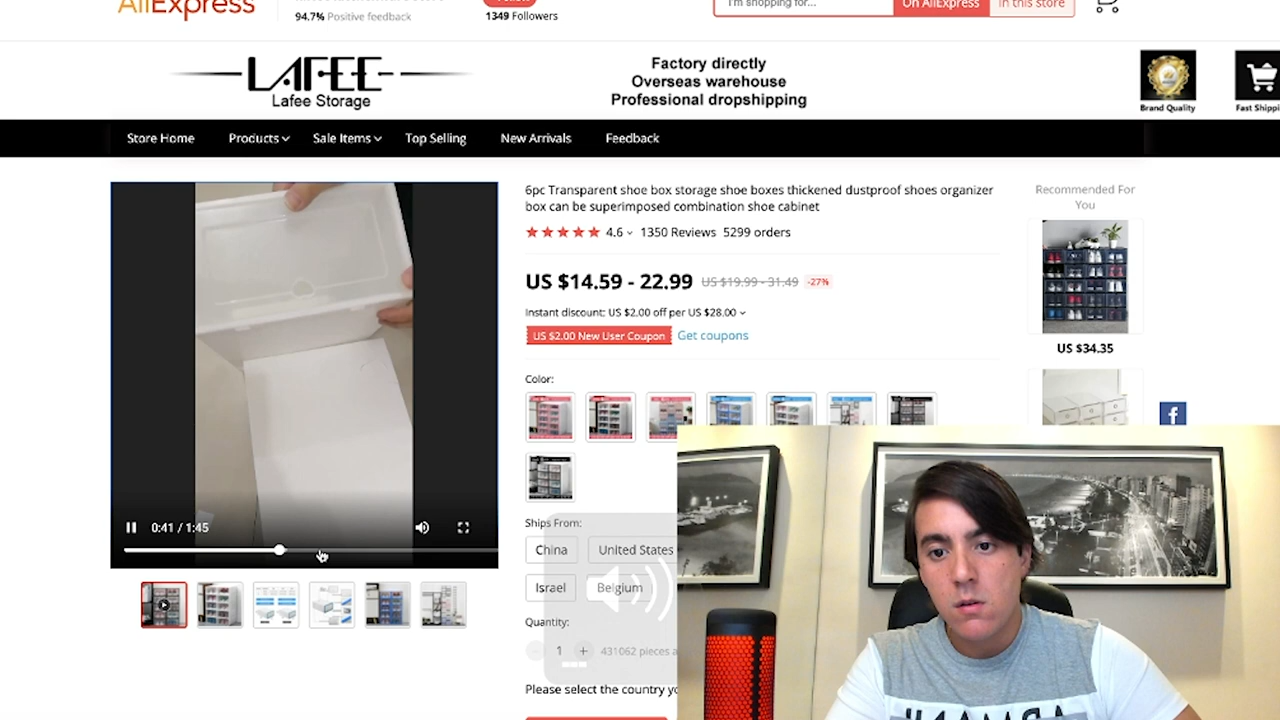 AliExpress
94.7% Positive feedback
1349 Followers
I'm shopping for...
On AliExpress
In this store
LAFEE
Lafee Storage
Factory directly
Overseas warehouse
Professional dropshipping
Brand Quality
Fast Shippi
Store Home
Products
Sale Items
Top Selling
New Arrivals
Feedback
6pc Transparent shoe box storage shoe boxes thickened dustproof shoes organizer
box can be superimposed combination shoe cabinet
4.6
1350 Reviews
5299 orders
US $14.59 - 22.99
US $19.99 - 31.49
-27%
Instant discount: US $2.00 off per US $28.00
US $2.00 New User Coupon
Get coupons
Recommended For
You
US $34.35
Color:
0:41 / 1:45
Ships From:
China
United States
Israel
Belgium
Quantity:
1
431062 pieces a
Please select the country yo